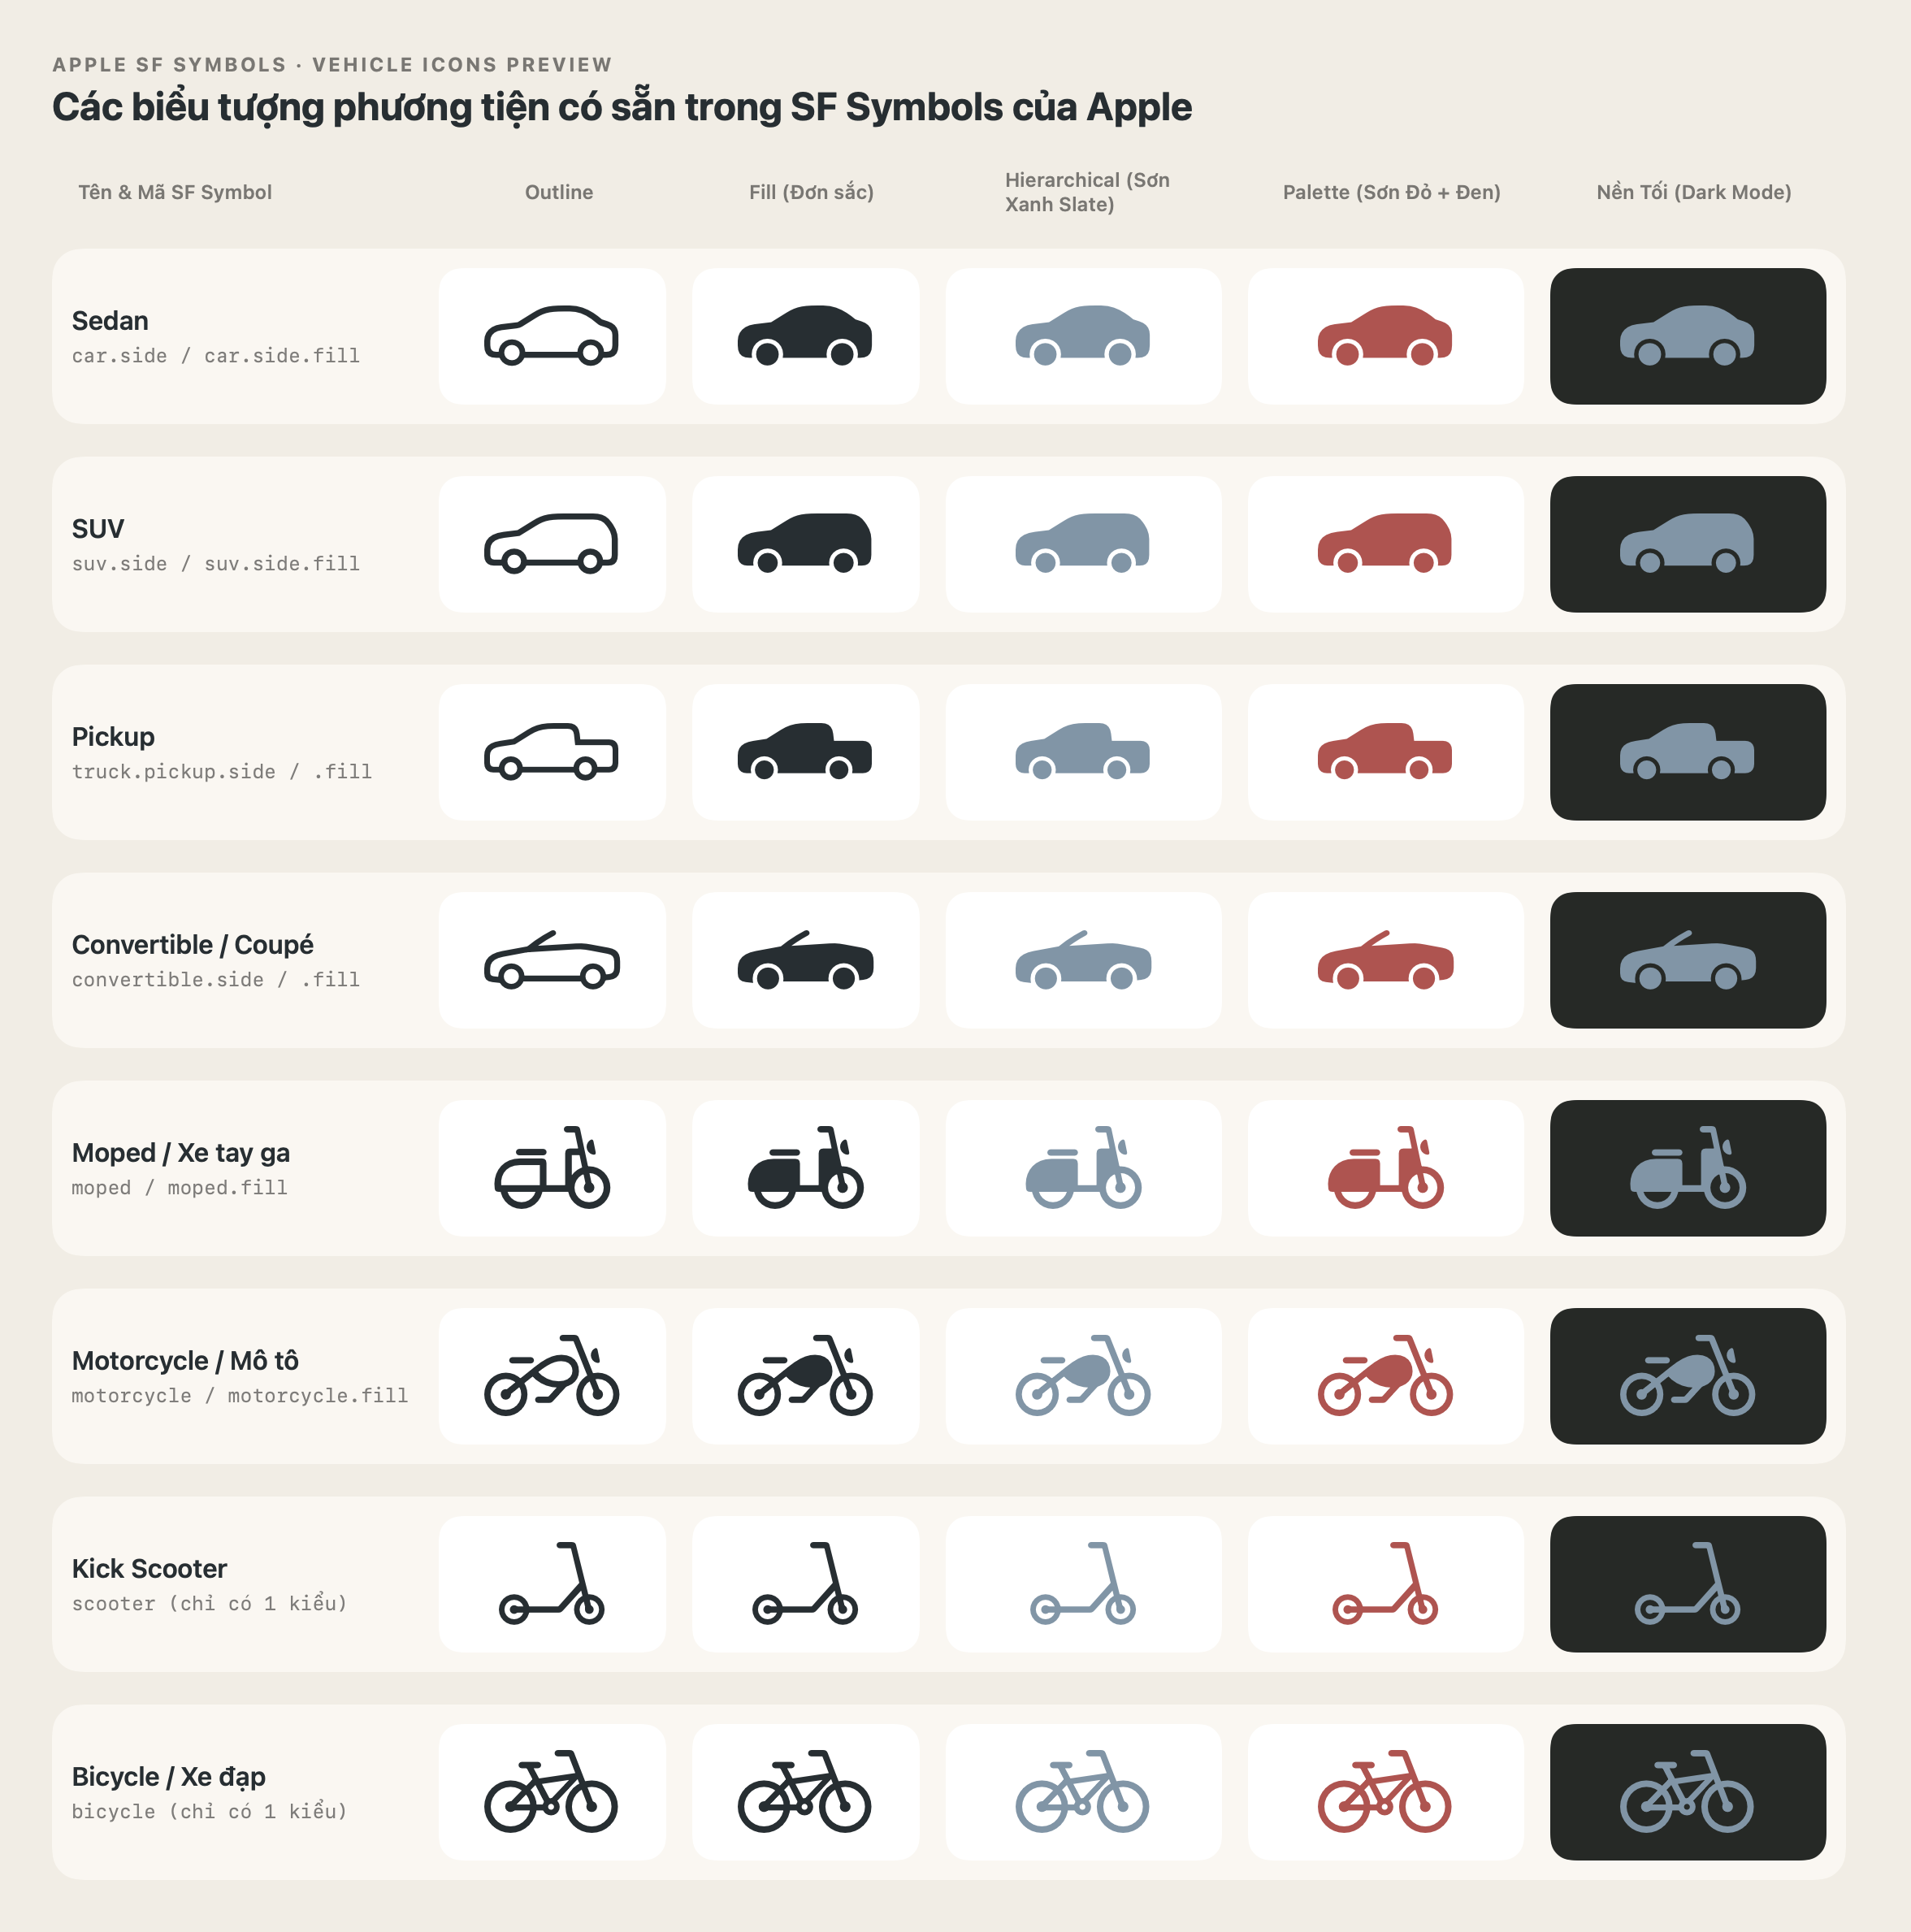 APPLE SF SYMBOLS · VEHICLE ICONS PREVIEW
Các biểu tượng phương tiện có sẵn trong SF Symbols của Apple
Tên & Mã SF Symbol
Outline
Fill (Đơn sắc)
Hierarchical (Sơn
Xanh Slate)
Palette (Sơn Đỏ + Đen)
Nền Tối (Dark Mode)
Sedan
car.side / car.side.fill
SUV
suv.side / suv.side.fill
Pickup
truck.pickup.side / .fill
Convertible / Coupé
convertible.side / .fill
Moped / Xe tay ga
moped / moped.fill
Motorcycle / Mô tô
motorcycle / motorcycle.fill
Kick Scooter
scooter (chỉ có 1 kiểu)
Bicycle / Xe đạp
bicycle (chỉ có 1 kiểu)